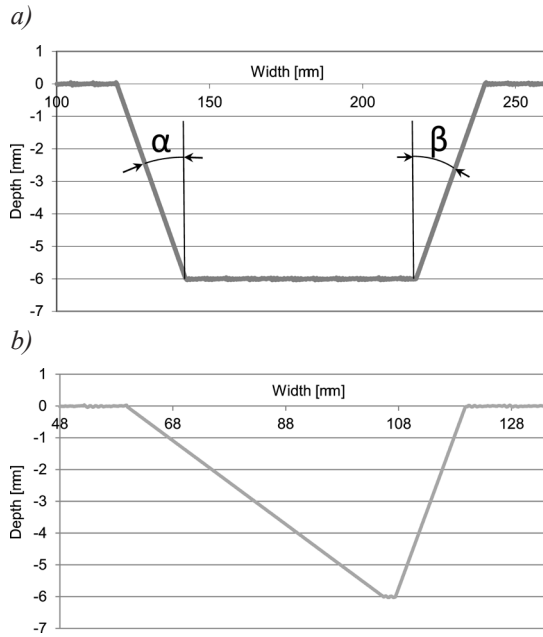 a)
1
Width [mm]
0
100 150 200 250
-1
α β
-2
-3
Depth [mm]
-4
-5
-6
-7
b)
1
Width [mm]
0
48 68 88 108 128
-1
-2
-3
Depth [mm]
-4
-5
-6
-7